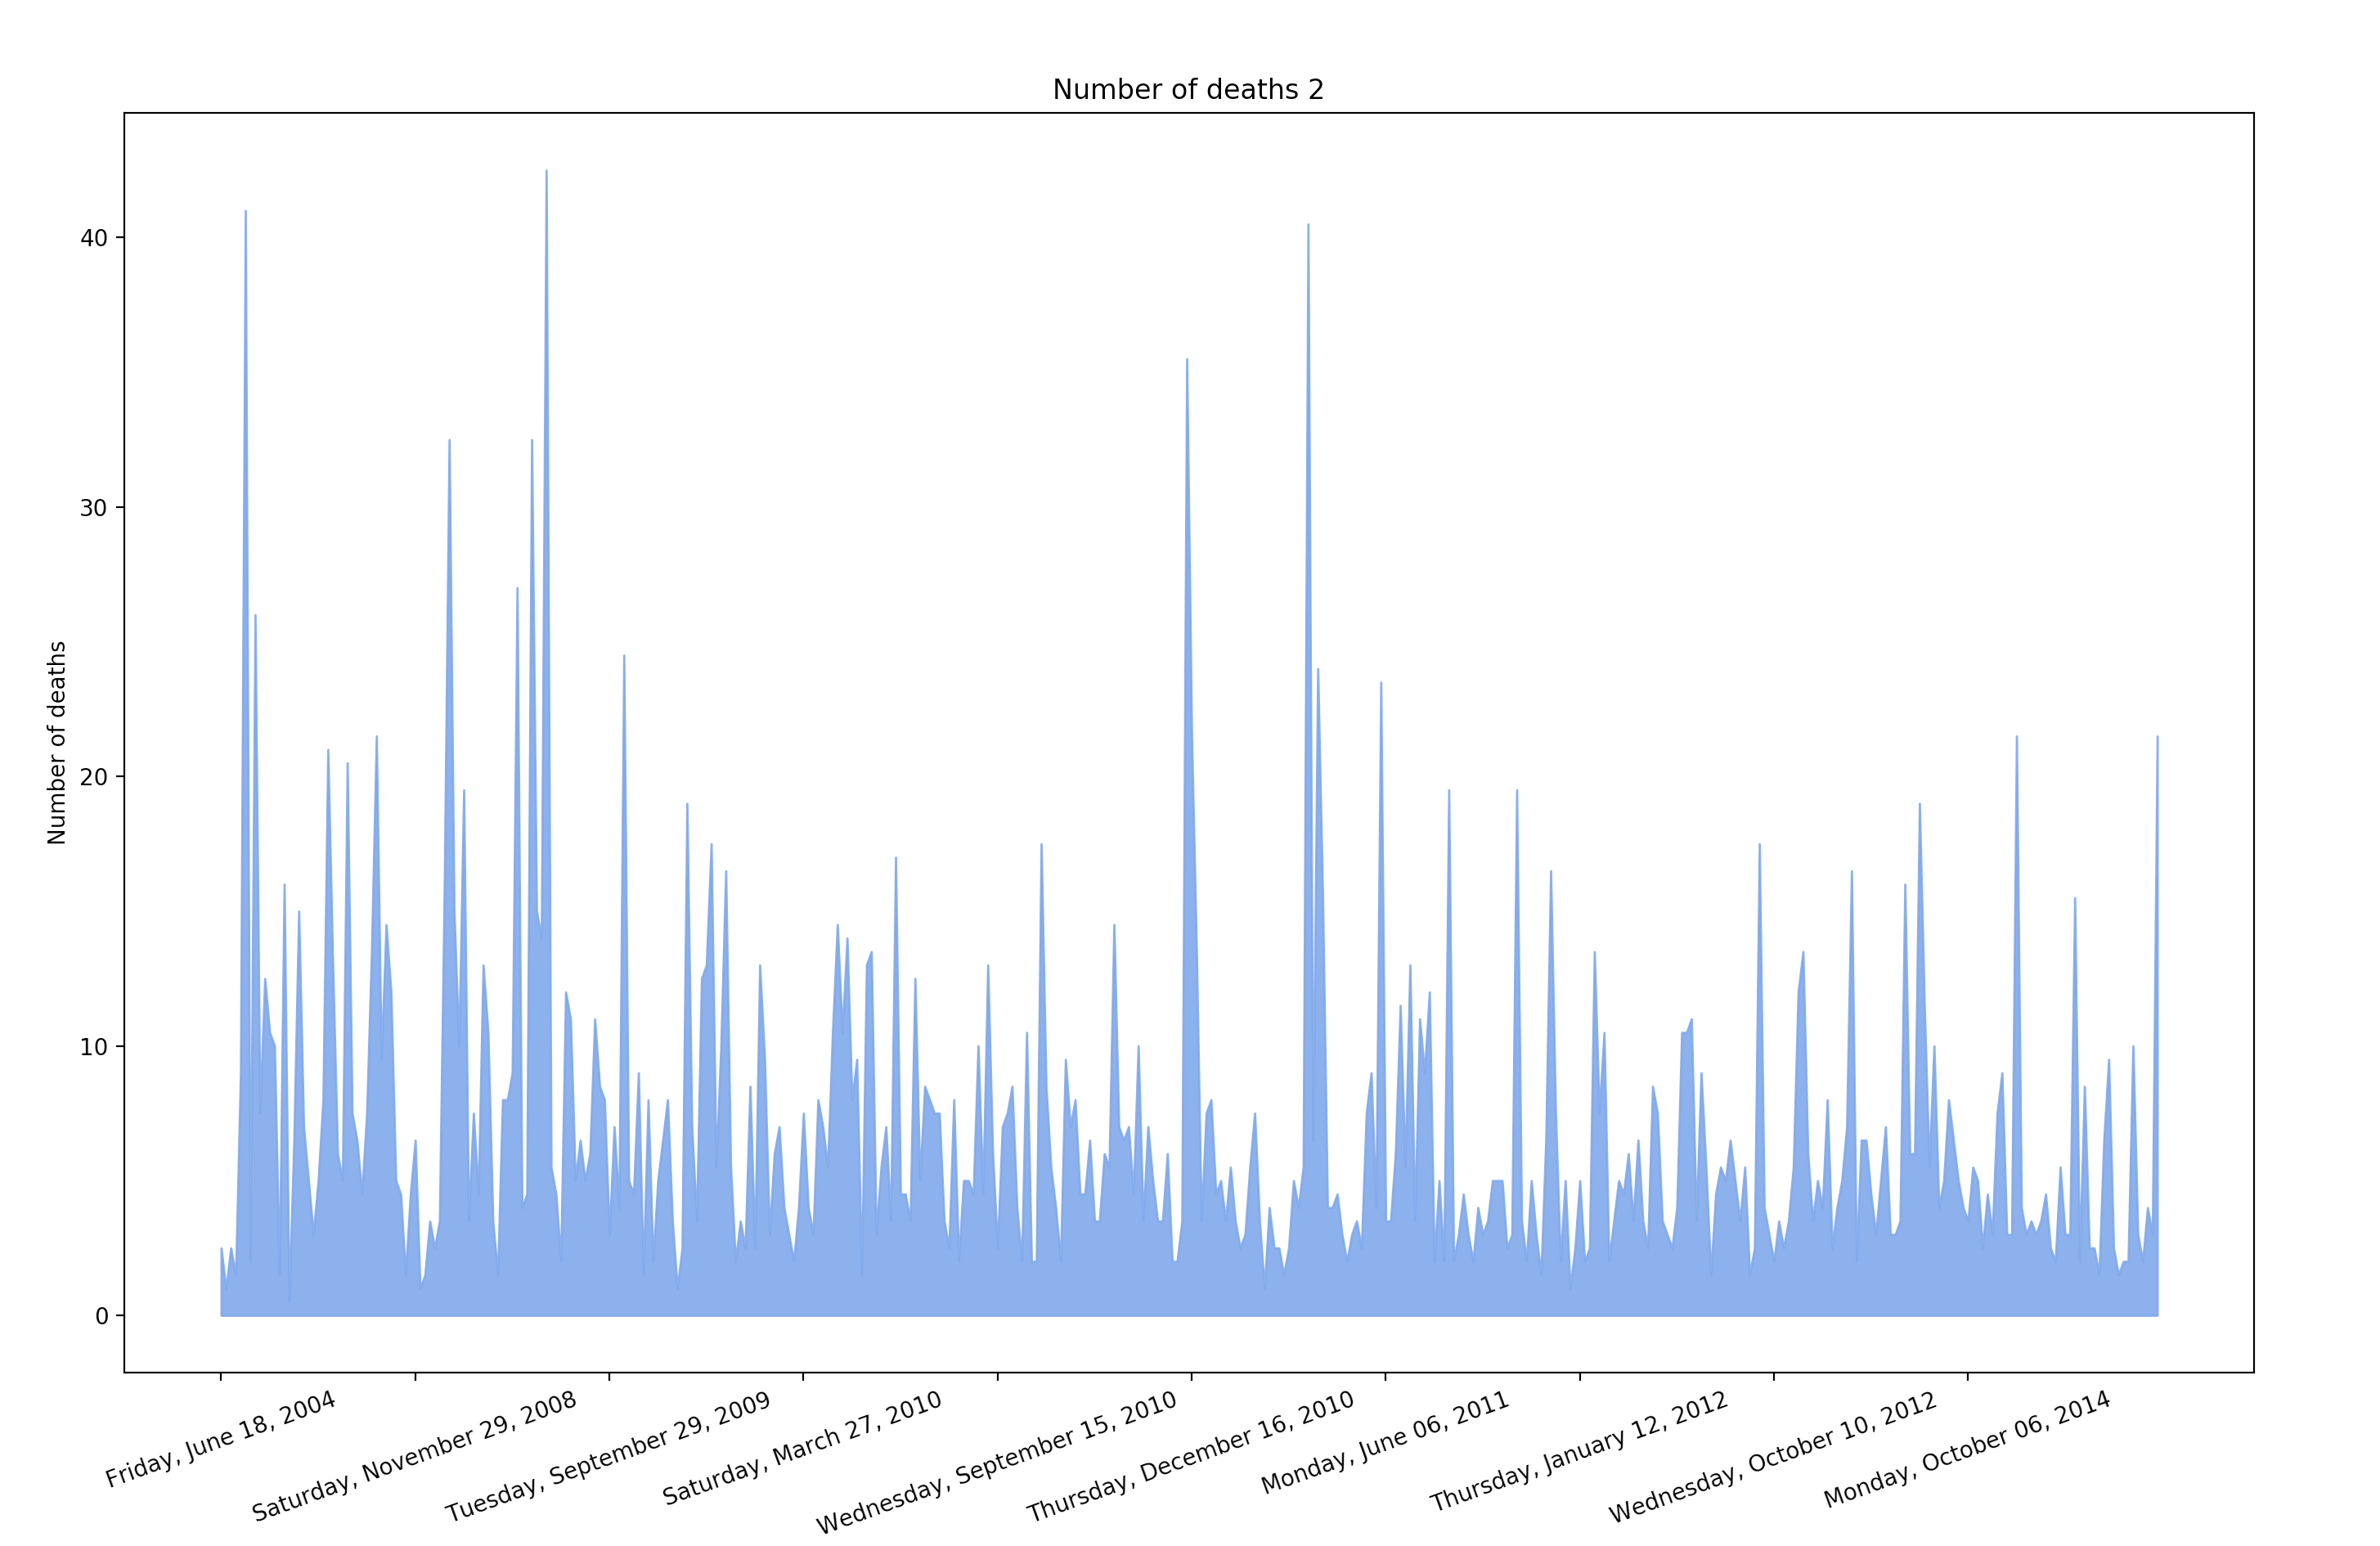 Number of deaths 2
Number of deaths
40
30
20
10
0
Friday, June 18, 2004
Saturday, November 29, 2008
Tuesday, September 29, 2009
Saturday, March 27, 2010
Wednesday, September 15, 2010
Thursday, December 16, 2010
Monday, June 06, 2011
Thursday, January 12, 2012
Wednesday, October 10, 2012
Monday, October 06, 2014